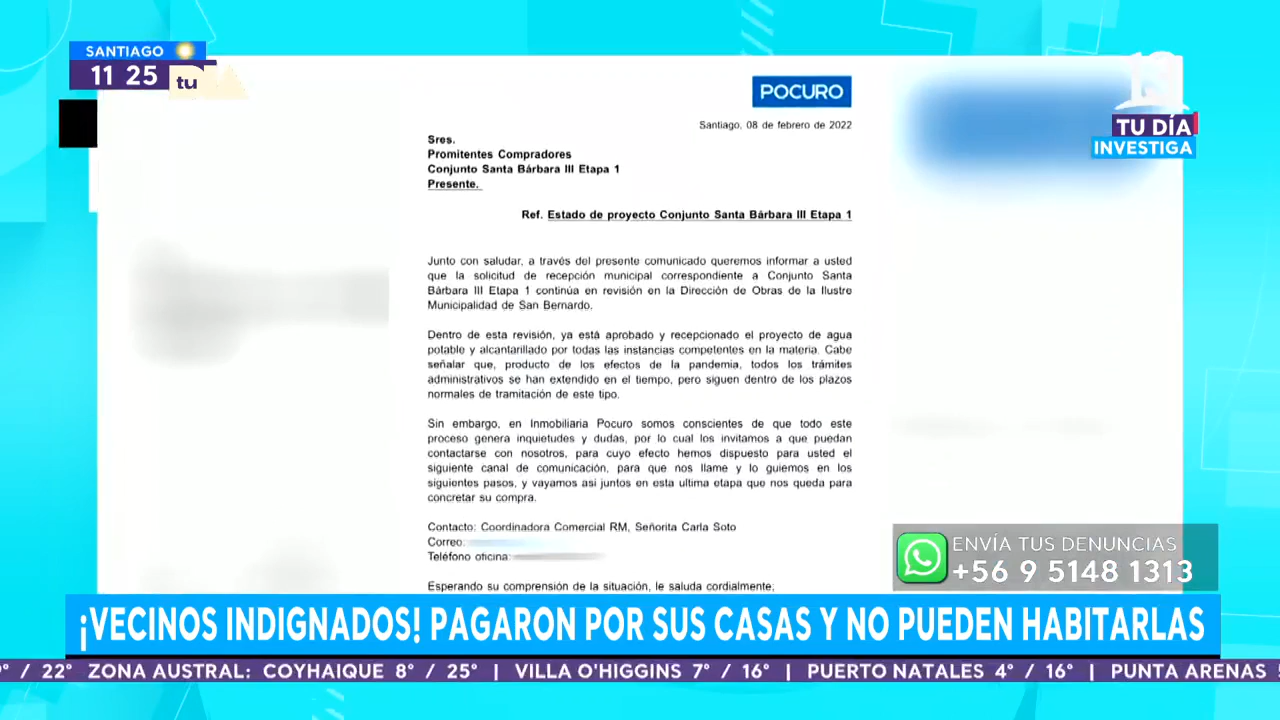 SANTIAGO
11 25
tu
13
TU DÍA
INVESTIGA
POCURO
Santiago, 08 de febrero de 2022
Sres.
Promitentes Compradores
Conjunto Santa Bárbara III Etapa 1
Presente.
Ref. Estado de proyecto Conjunto Santa Bárbara III Etapa 1
Junto con saludar, a través del presente comunicado queremos informar a usted
que la solicitud de recepción municipal correspondiente a Conjunto Santa
Bárbara III Etapa 1 continúa en revisión en la Dirección de Obras de la Ilustre
Municipalidad de San Bernardo.
Dentro de esta revisión, ya está aprobado y recepcionado el proyecto de agua
potable y alcantarillado por todas las instancias competentes en la materia. Cabe
señalar que, producto de los efectos de la pandemia, todos los trámites
administrativos se han extendido en el tiempo, pero siguen dentro de los plazos
normales de tramitación de este tipo.
Sin embargo, en Inmobiliaria Pocuro somos conscientes de que todo este
proceso genera inquietudes y dudas, por lo cual los invitamos a que puedan
contactarse con nosotros, para cuyo efecto hemos dispuesto para usted el
siguiente canal de comunicación, para que nos llame y lo guiemos en los
siguientes pasos, y vayamos asi juntos en esta ultima etapa que nos queda para
concretar su compra.
Contacto: Coordinadora Comercial RM, Señorita Carla Soto
Correo:
Teléfono oficina:
Esperando su comprensión de la situación, le saluda cordialmente;
ENVÍA TUS DENUNCIAS
+56 9 5148 1313
¡VECINOS INDIGNADOS! PAGARON POR SUS CASAS Y NO PUEDEN HABITARLAS
° / 22° ZONA AUSTRAL: COYHAIQUE 8° / 25° | VILLA O'HIGGINS 7° / 16° | PUERTO NATALES 4° / 16° | PUNTA ARENAS